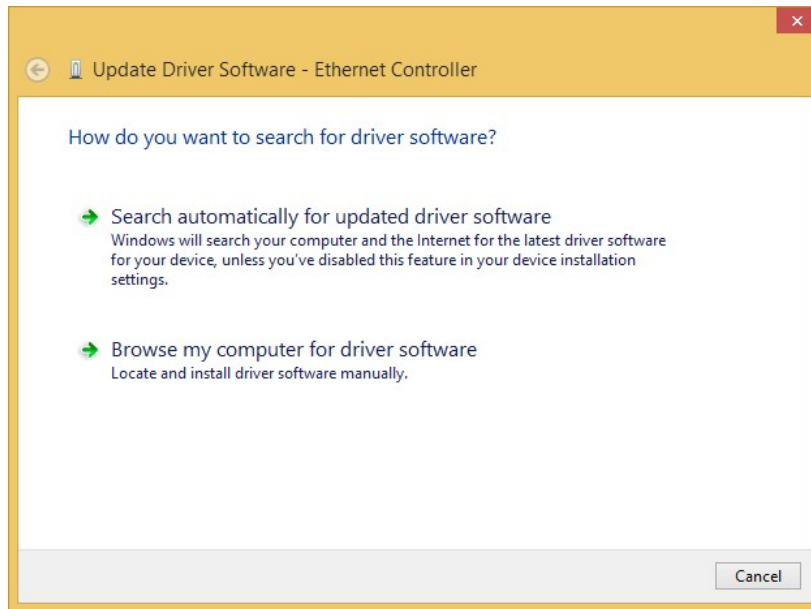 Update Driver Software - Ethernet Controller
How do you want to search for driver software?
Search automatically for updated driver software
Windows will search your computer and the Internet for the latest driver software
for your device, unless you've disabled this feature in your device installation
settings.
Browse my computer for driver software
Locate and install driver software manually.
Cancel